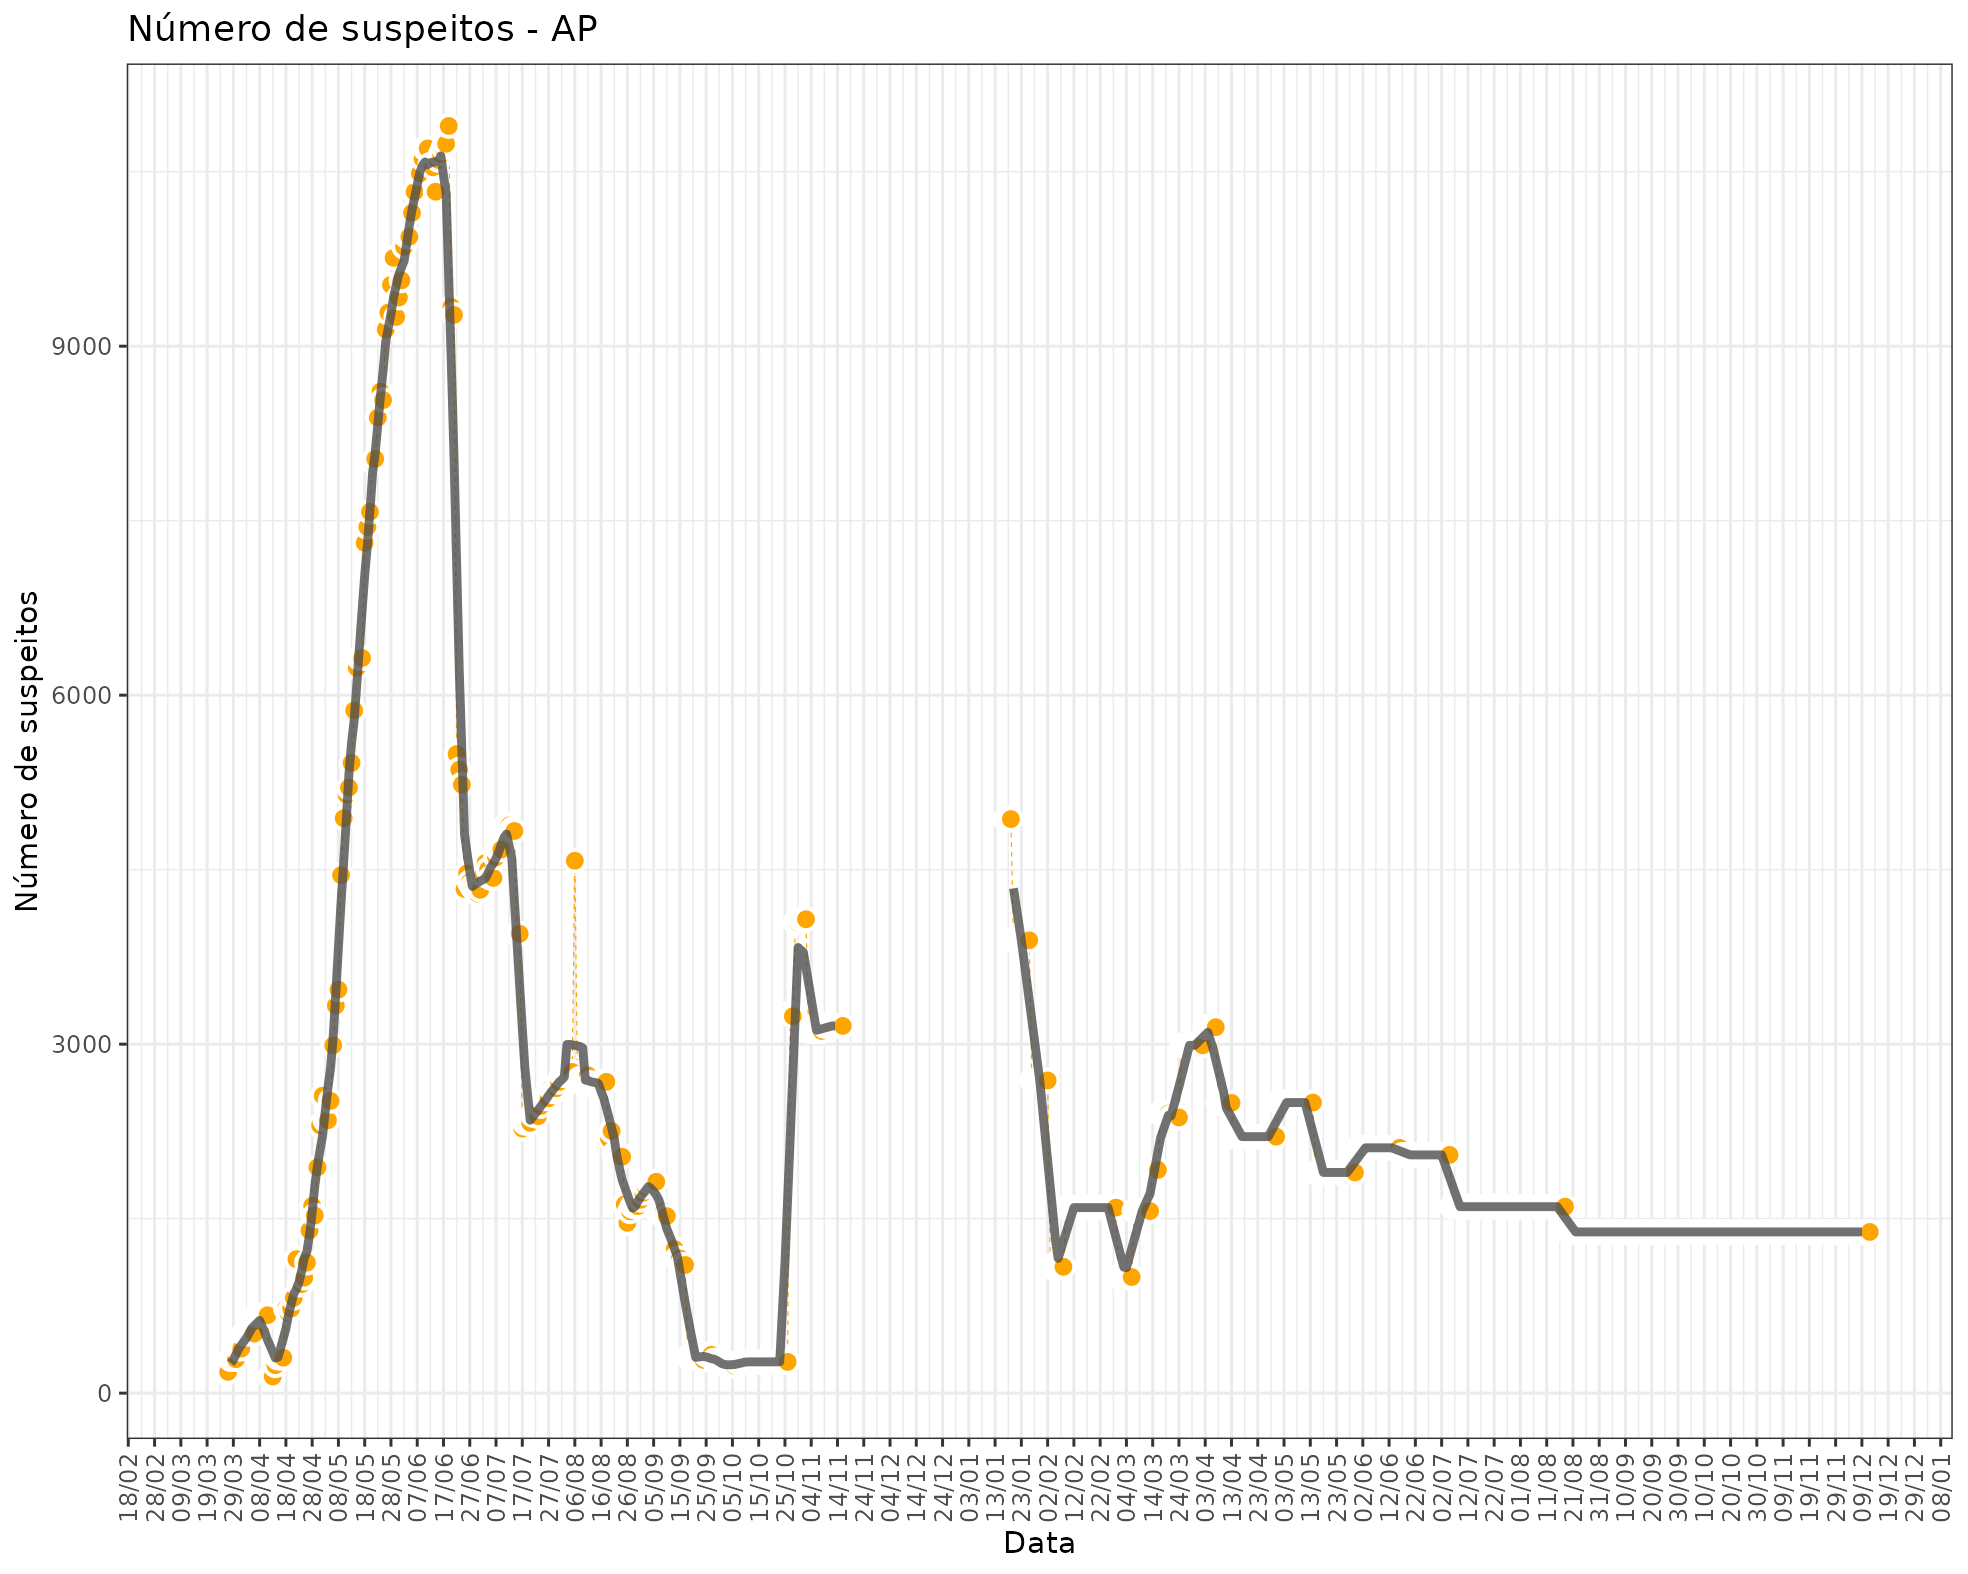 Número de suspeitos - AP
Número de suspeitos
9000
6000
3000
0
18/02 28/02 09/03 19/03 29/03 08/04 18/04 28/04 08/05 18/05 28/05 07/06 17/06 27/06 07/07 17/07 27/07 06/08 16/08 26/08 05/09 15/09 25/09 05/10 15/10 25/10 04/11 14/11 24/11 04/12 14/12 24/12 03/01 13/01 23/01 02/02 12/02 22/02 04/03 14/03 24/03 03/04 13/04 23/04 03/05 13/05 23/05 02/06 12/06 22/06 02/07 12/07 22/07 01/08 11/08 21/08 31/08 10/09 20/09 30/09 10/10 20/10 30/10 09/11 19/11 29/11 09/12 19/12 29/12 08/01
Data